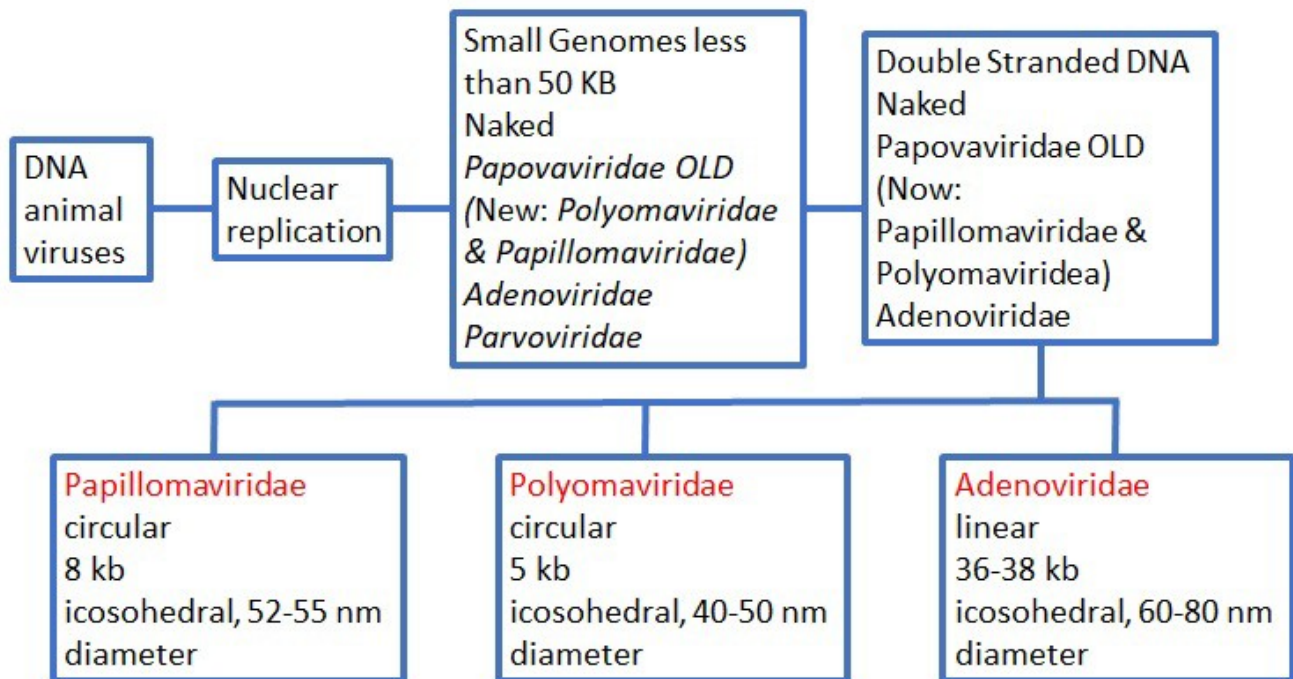 DNA
animal
viruses
Nuclear
replication
Small Genomes less
than 50 KB
Naked
Papovaviridae OLD
(New: Polyomaviridae
& Papillomaviridae)
Adenoviridae
Parvoviridae
Double Stranded DNA
Naked
Papovaviridae OLD
(Now:
Papillomaviridae &
Polyomaviridea)
Adenoviridae
Papillomaviridae
circular
8 kb
icosohedral, 52-55 nm
diameter
Polyomaviridae
circular
5 kb
icosohedral, 40-50 nm
diameter
Adenoviridae
linear
36-38 kb
icosohedral, 60-80 nm
diameter